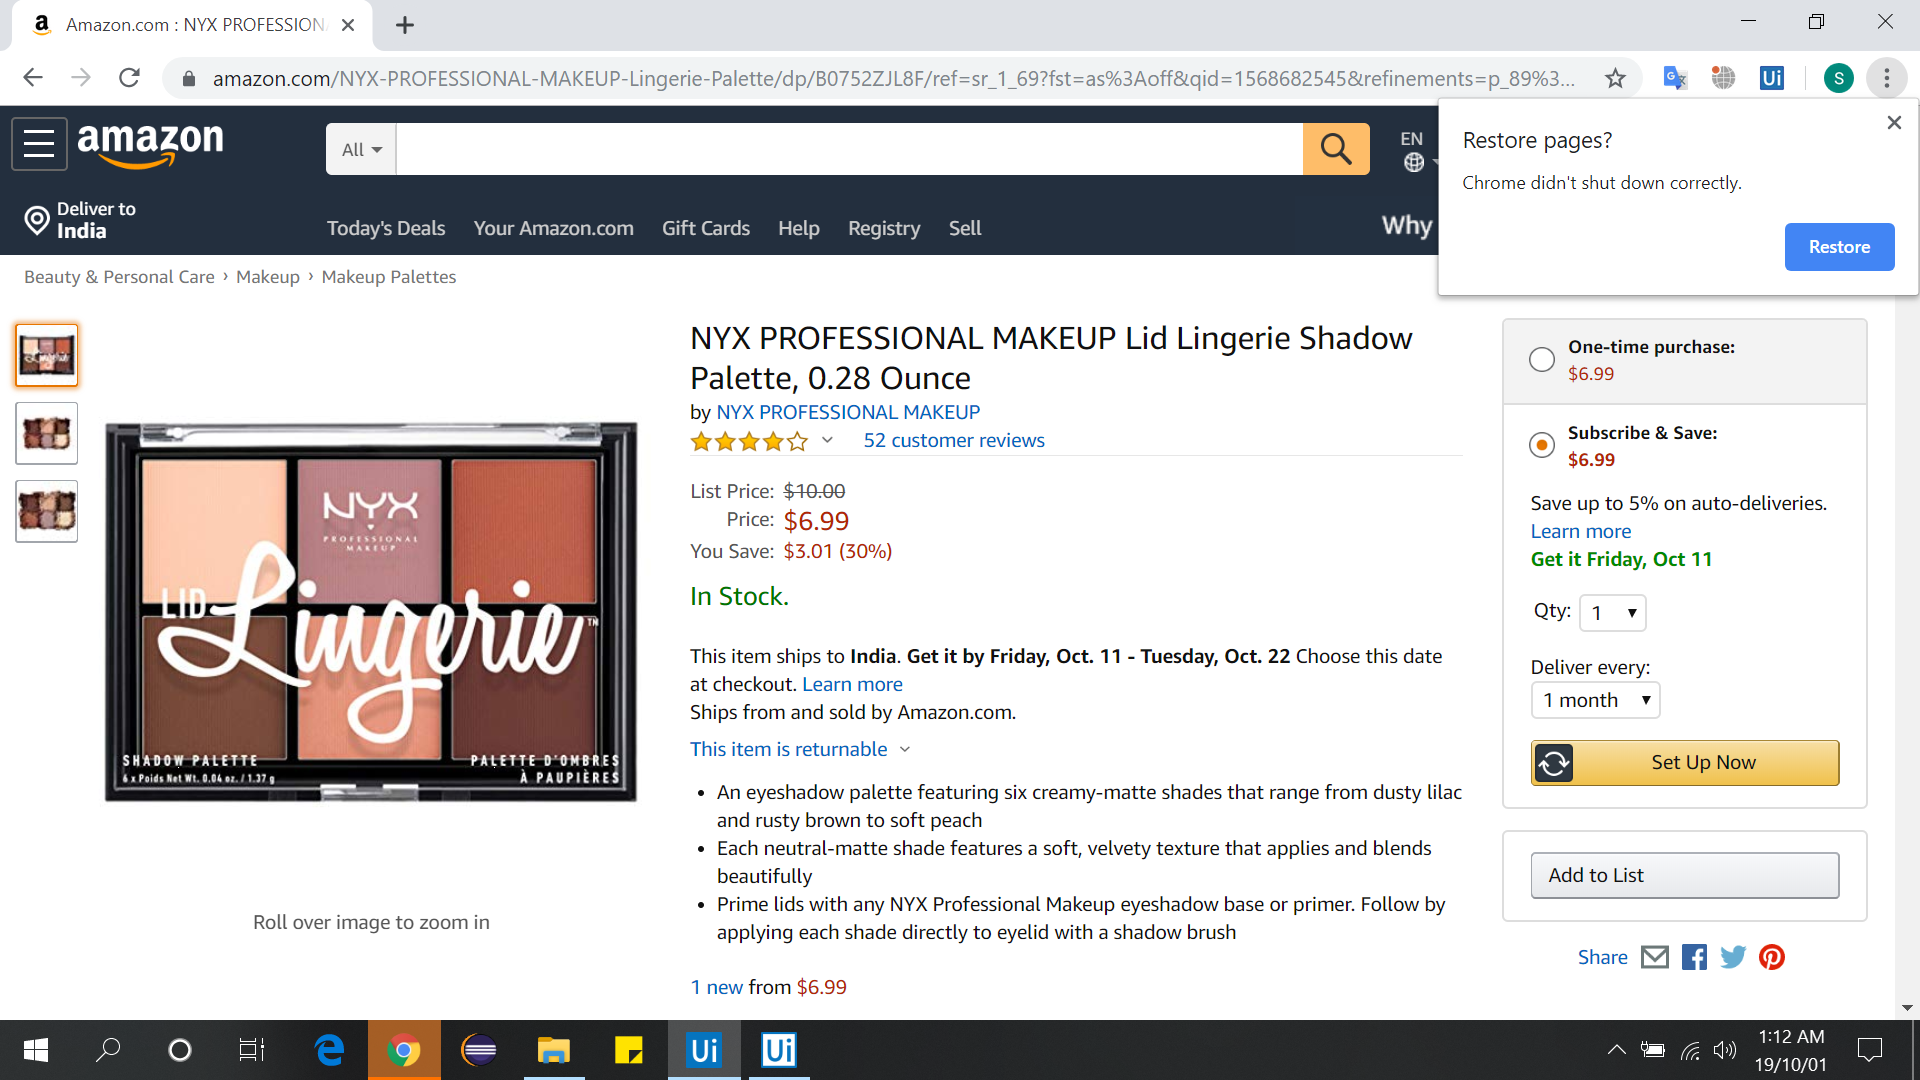 Amazon.com : NYX PROFESSION
amazon.com/NYX-PROFESSIONAL-MAKEUP-Lingerie-Palette/dp/B0752ZJL8F/ref=sr_1_69?fst=as%3Aoff&qid=1568682545&refinements=p_89%3...
S
Restore pages?
Chrome didn't shut down correctly.
Restore
amazon
All
EN
Deliver to
India
Today's Deals Your Amazon.com Gift Cards Help Registry Sell
Why
Beauty & Personal Care › Makeup › Makeup Palettes
NYX PROFESSIONAL MAKEUP Lid Lingerie Shadow
Palette, 0.28 Ounce
by NYX PROFESSIONAL MAKEUP
52 customer reviews
List Price: $10.00
Price: $6.99
You Save: $3.01 (30%)
In Stock.
This item ships to India. Get it by Friday, Oct. 11 - Tuesday, Oct. 22 Choose this date
at checkout. Learn more
Ships from and sold by Amazon.com.
This item is returnable
• An eyeshadow palette featuring six creamy-matte shades that range from dusty lilac
and rusty brown to soft peach
• Each neutral-matte shade features a soft, velvety texture that applies and blends
beautifully
• Prime lids with any NYX Professional Makeup eyeshadow base or primer. Follow by
applying each shade directly to eyelid with a shadow brush
1 new from $6.99
NYX
PROFESSIONAL
MAKEUP
LID
Lingerie™
SHADOW PALETTE
6 x Poids Net Wt. 0.04 oz. / 1.37 g
PALETTE D'OMBRES
À PAUPIÈRES
Roll over image to zoom in
One-time purchase:
$6.99
Subscribe & Save:
$6.99
Save up to 5% on auto-deliveries.
Learn more
Get it Friday, Oct 11
Qty: 1
Deliver every:
1 month
Set Up Now
Add to List
Share
Ui
Ui
Ui
1:12 AM
19/10/01